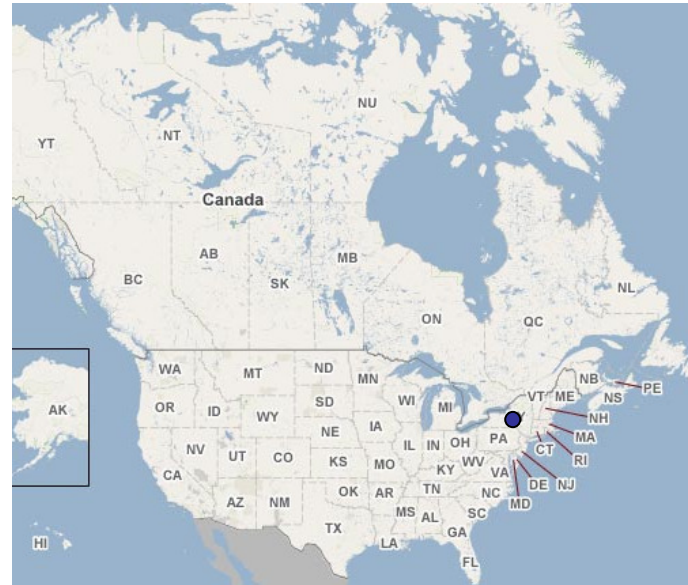 NU
YT
NT
Canada
AB
MB
BC
SK
NL
ON
QC
WA
MT
ND
MN
NB
PE
AK
OR
ID
WY
SD
WI
MI
VT
ME
NS
NH
NE
IA
MA
NV
UT
CO
KS
MO
IL
IN
OH
PA
CT
RI
CA
KY
WV
VA
DE
NJ
AZ
NM
OK
AR
TN
NC
MD
HI
TX
MS
AL
GA
SC
LA
FL